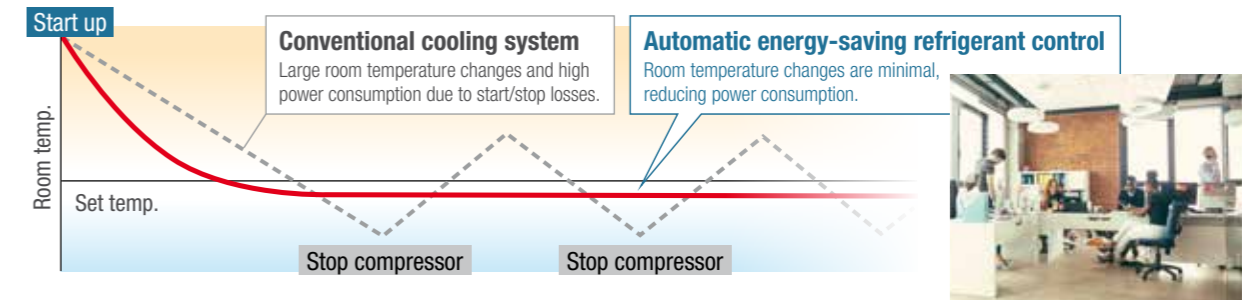 Start up
Conventional cooling system
Large room temperature changes and high
power consumption due to start/stop losses.
Automatic energy-saving refrigerant control
Room temperature changes are minimal,
reducing power consumption.
Room temp.
Set temp.
Stop compressor
Stop compressor